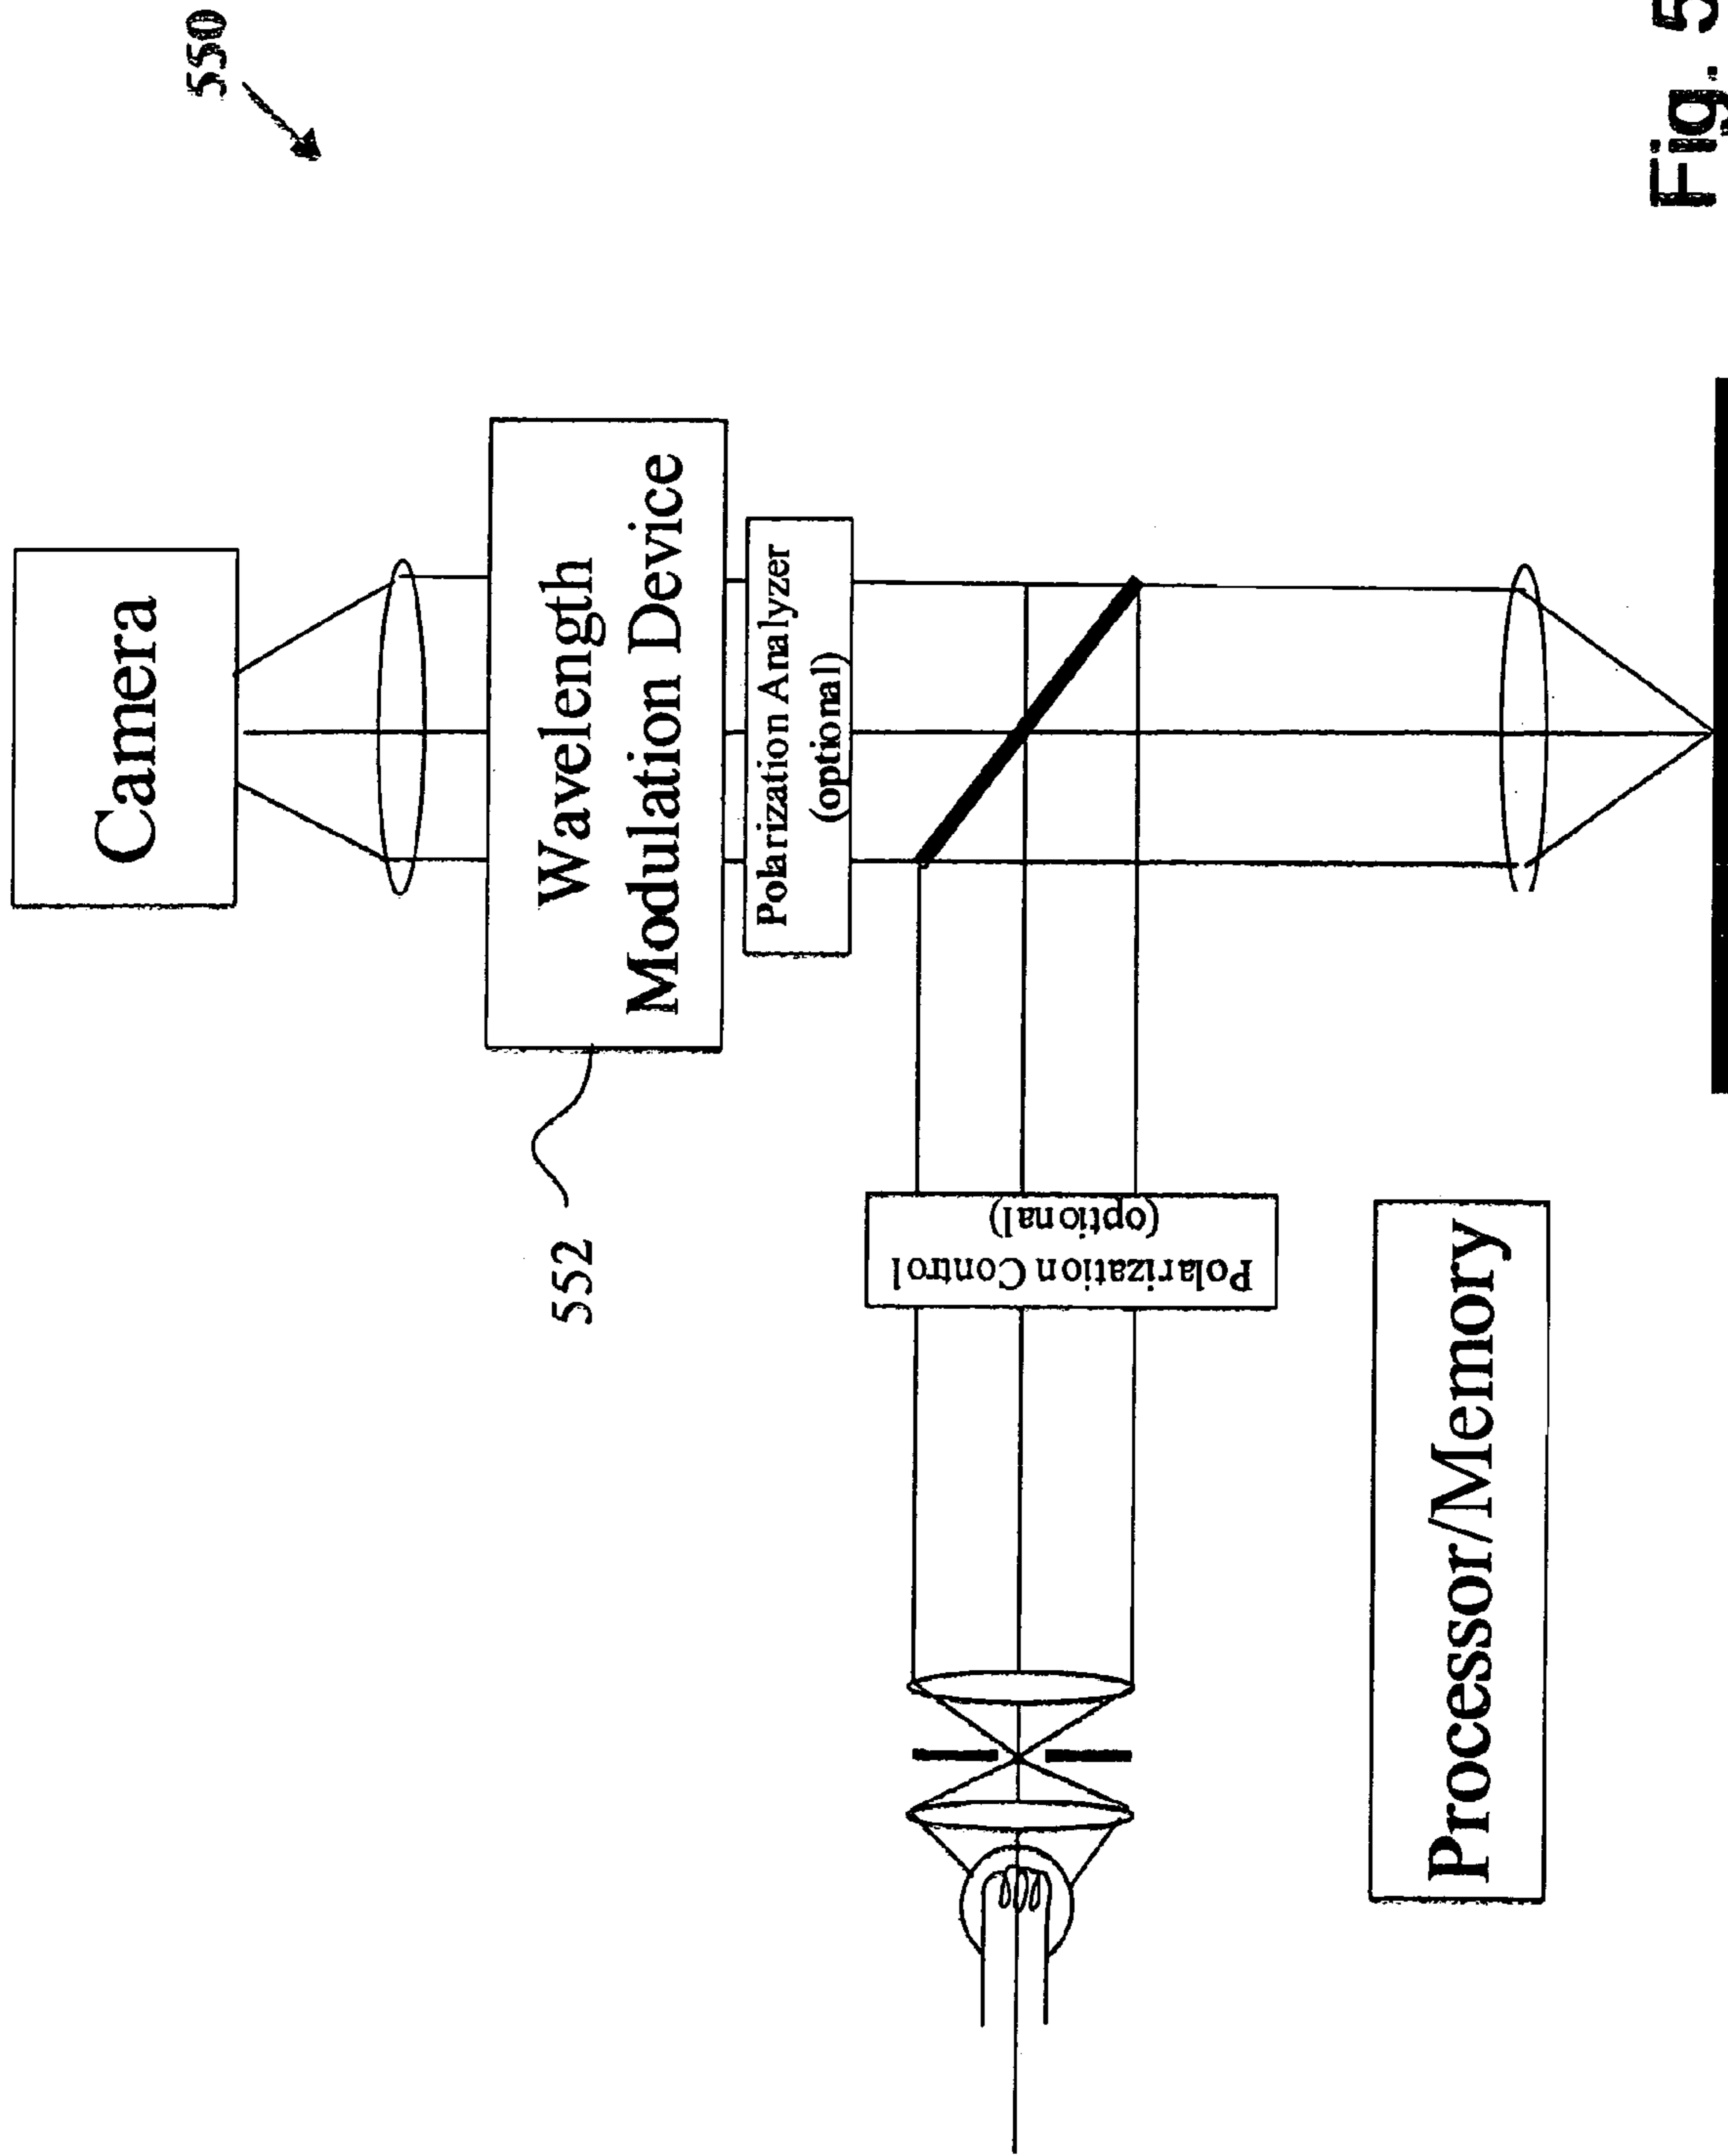 550
Camera
Wavelength
Modulation Device
Polarization Analyzer
(optional)
552
Polarization Control
(optional)
Processor/Memory
Fig. 5